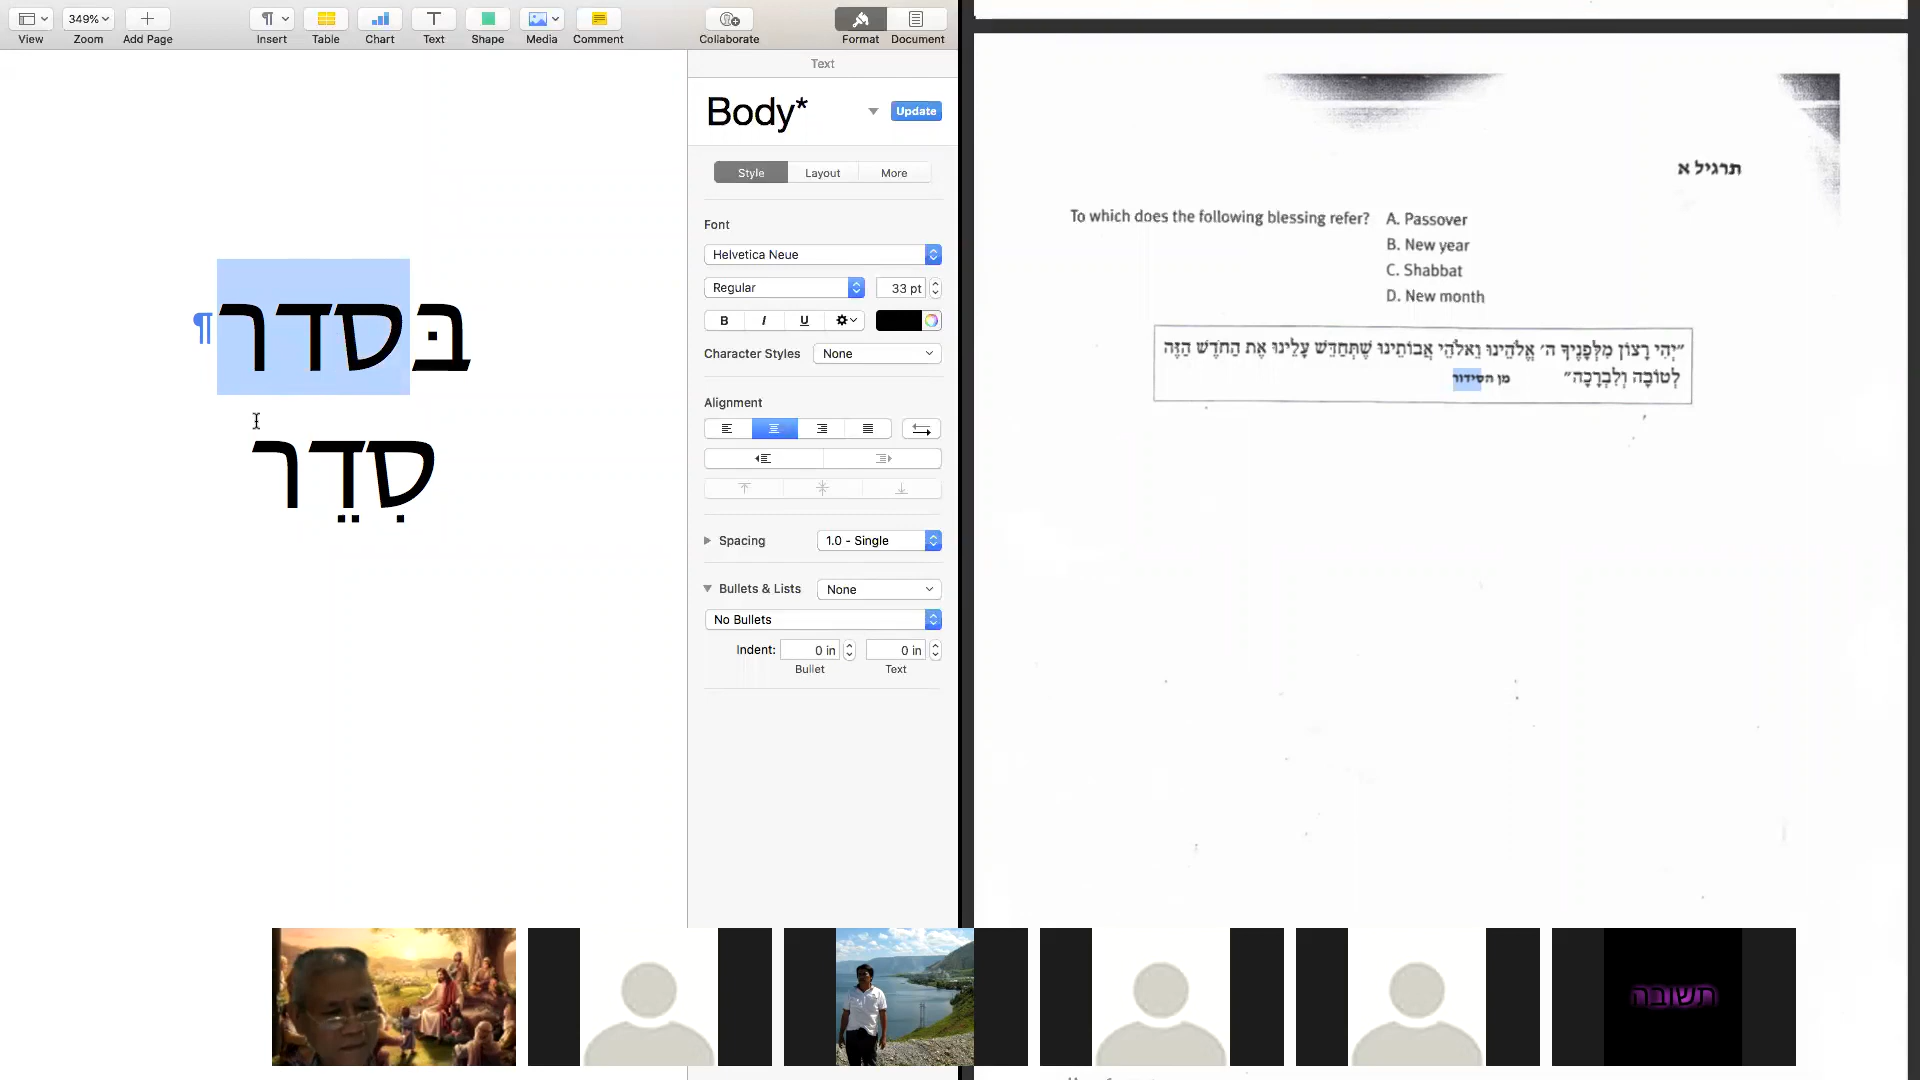 349%
View
Zoom
Add Page
Insert
Table
Chart
Text
Shape
Media
Comment
Collaborate
Format
Document
¶
בּסדר
סִדֵר
Text
Body*
Update
Style
Layout
More
Font
Helvetica Neue
Regular
33 pt
B
I
U
Character Styles
None
Alignment
Spacing
1.0 - Single
Bullets & Lists
None
No Bullets
Indent:
0 in
0 in
Bullet
Text
תרגיל א
To which does the following blessing refer?
A. Passover
B. New year
C. Shabbat
D. New month
״יְהִי רָצוֹן מִלְּפָנֶיךָ ה׳ אֱלֹהֵינוּ וֵאלֹהֵי אֲבוֹתֵינוּ שֶׁתְּחַדֵּשׁ עָלֵינוּ אֶת הַחֹדֶשׁ הַזֶּה
לְטוֹבָה וְלִבְרָכָה״ מן הסידור
תשובה